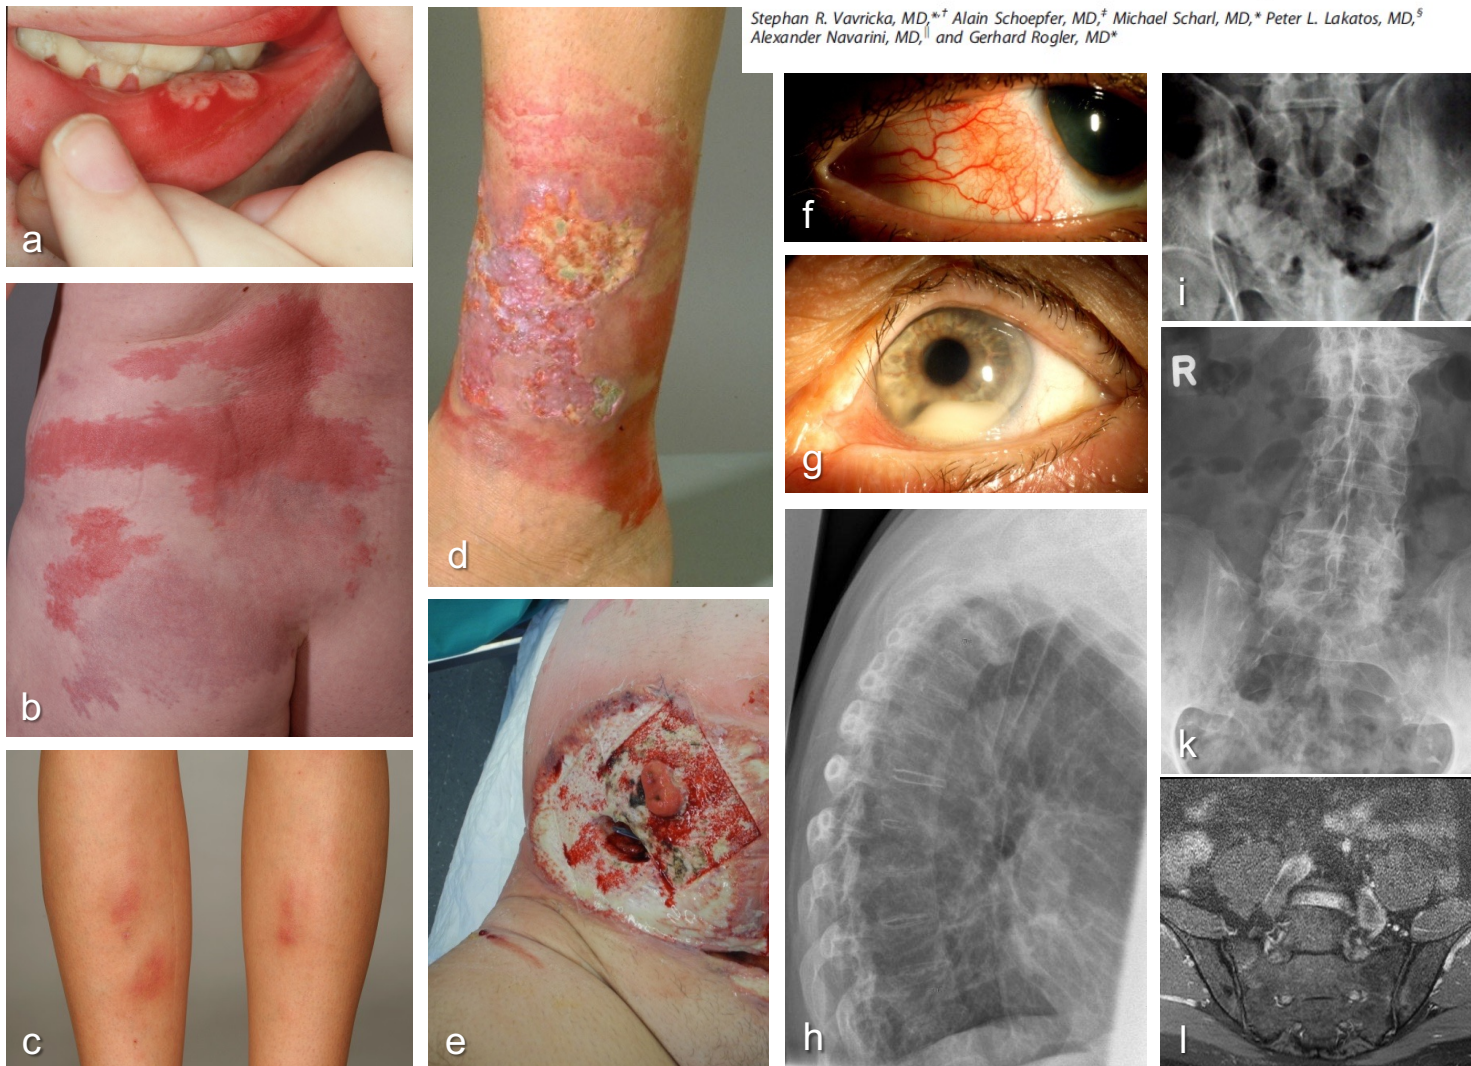 Stephan R. Vavricka, MD,*,† Alain Schoepfer, MD,‡ Michael Scharl, MD,* Peter L. Lakatos, MD,§
Alexander Navarini, MD,‖ and Gerhard Rogler, MD*
a
b
c
d
e
f
g
h
i
R
k
l